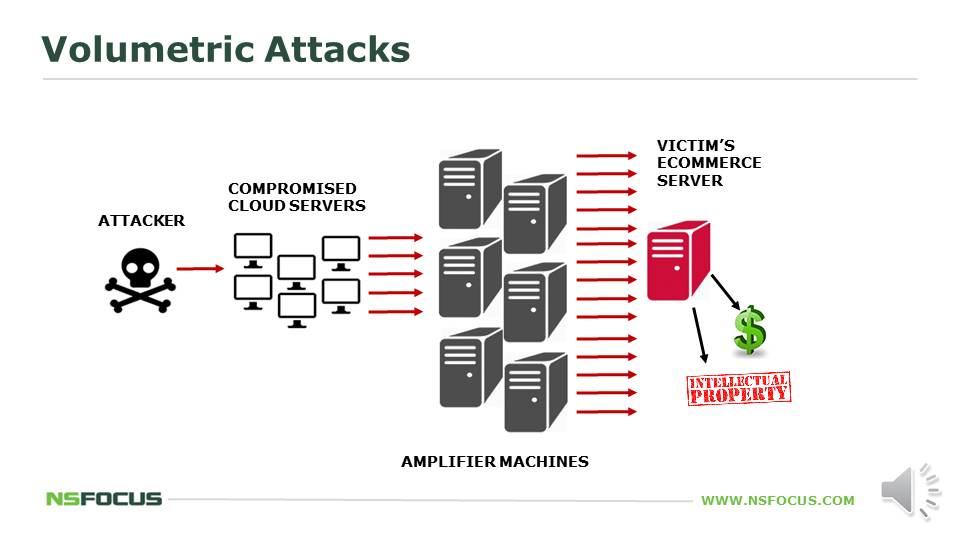 Volumetric Attacks
ATTACKER
COMPROMISED
CLOUD SERVERS
VICTIM’S
ECOMMERCE
SERVER
$
INTELLECTUAL
PROPERTY
AMPLIFIER MACHINES
NSFOCUS
WWW.NSFOCUS.COM